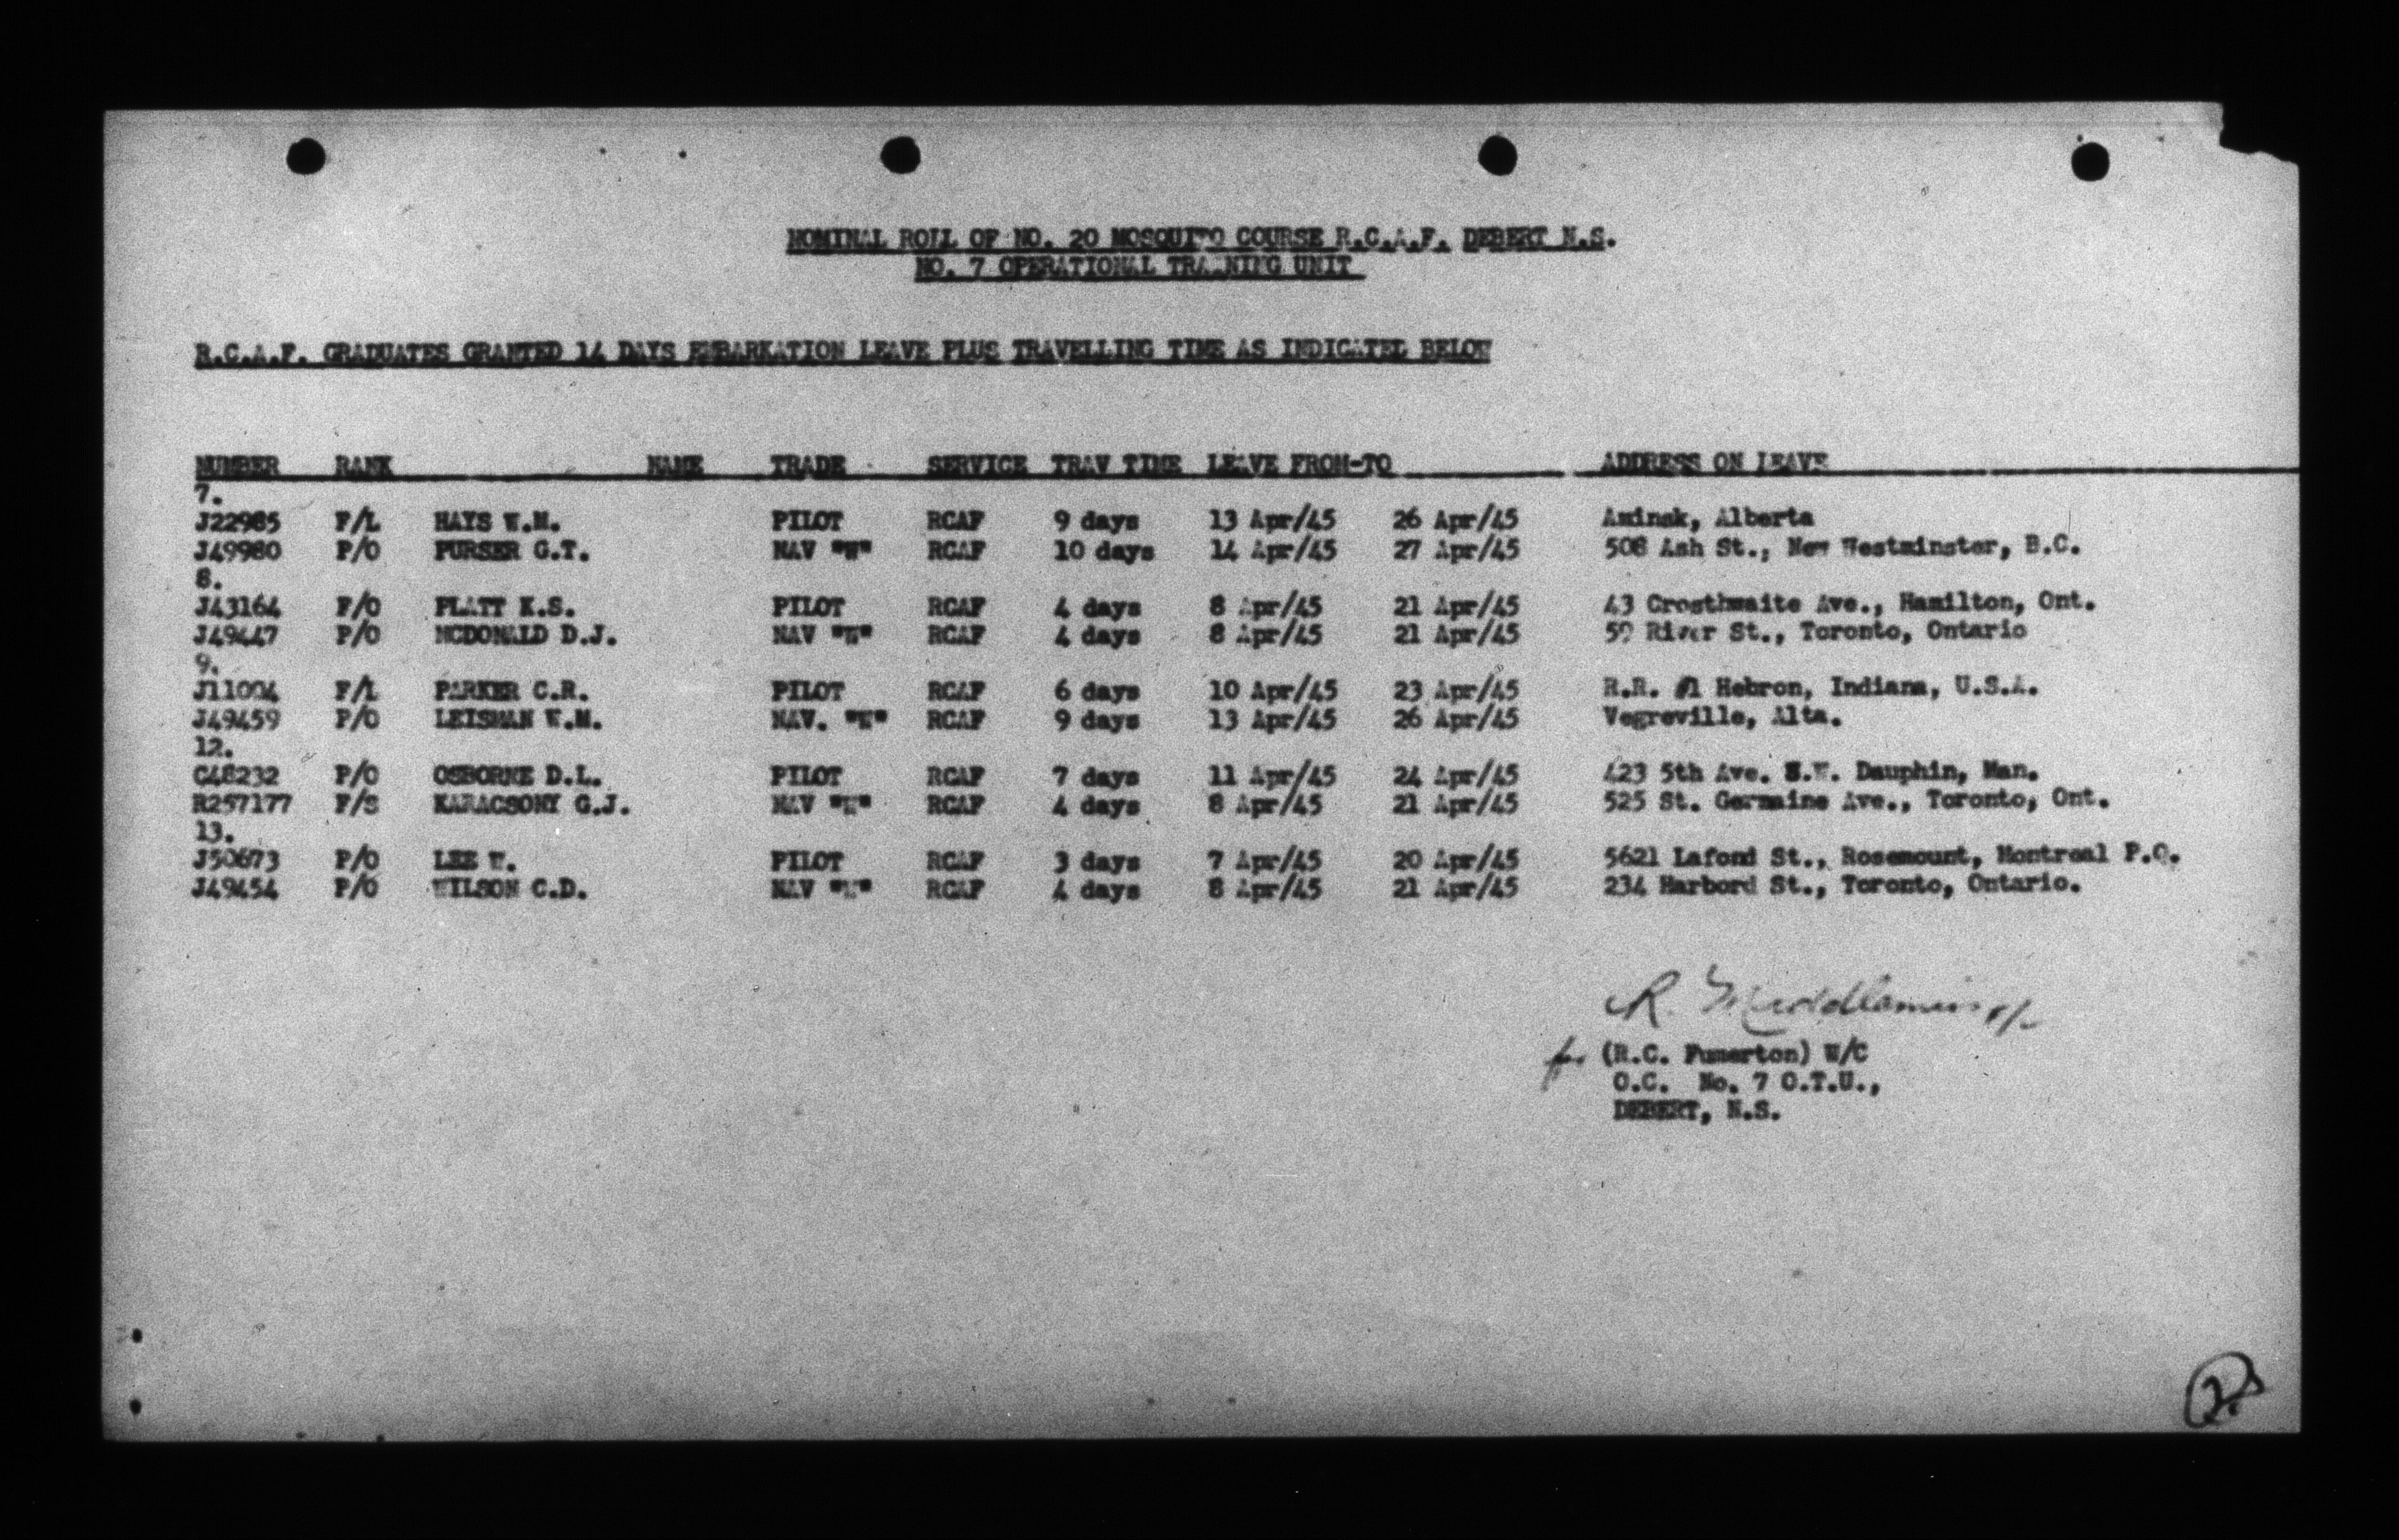 NOMINAL ROLL OF NO. 20 MOSQUITO COURSE R.C.A.F. DEBERT N.S.
NO. 7 OPERATIONAL TRAINING UNIT
R.C.A.F. GRADUATES GRANTED 14 DAYS EMBARKATION LEAVE PLUS TRAVELLING TIME AS INDICATED BELOW
NUMBER RANK NAME TRADE SERVICE TRAV TIME LEAVE FROM-TO ADDRESS ON LEAVE
7.
J22985 F/L HAYS W.M. PILOT RCAF 9 days 13 Apr/45 26 Apr/45 Aminsk, Alberta
J49980 P/O PURSER G.T. NAV "W" RCAF 10 days 14 Apr/45 27 Apr/45 508 Ash St., New Westminster, B.C.
8.
J43164 F/O PLATT K.S. PILOT RCAF 4 days 8 Apr/45 21 Apr/45 43 Crosthwaite Ave., Hamilton, Ont.
J49447 P/O MCDONALD D.J. NAV "W" RCAF 4 days 8 Apr/45 21 Apr/45 59 River St., Toronto, Ontario
9.
J11004 F/L PARKER C.R. PILOT RCAF 6 days 10 Apr/45 23 Apr/45 R.R. #1 Hebron, Indiana, U.S.A.
J49459 P/O LEISMAN W.M. NAV. "W" RCAF 9 days 13 Apr/45 26 Apr/45 Vegreville, Alta.
12.
C48232 P/O OSBORNE D.L. PILOT RCAF 7 days 11 Apr/45 24 Apr/45 423 5th Ave. S.W. Dauphin, Man.
R257177 F/S KARACSONY G.J. NAV "W" RCAF 4 days 8 Apr/45 21 Apr/45 525 St. Germaine Ave., Toronto, Ont.
13.
J50673 P/O LEE W. PILOT RCAF 3 days 7 Apr/45 20 Apr/45 5621 Lafond St., Rosemount, Montreal P.Q.
J49454 P/O WILSON C.D. NAV "W" RCAF 4 days 8 Apr/45 21 Apr/45 234 Harbord St., Toronto, Ontario.
R.
for (R.C. Fumerton) W/C
O.C. No. 7 O.T.U.,
DEBERT, N.S.